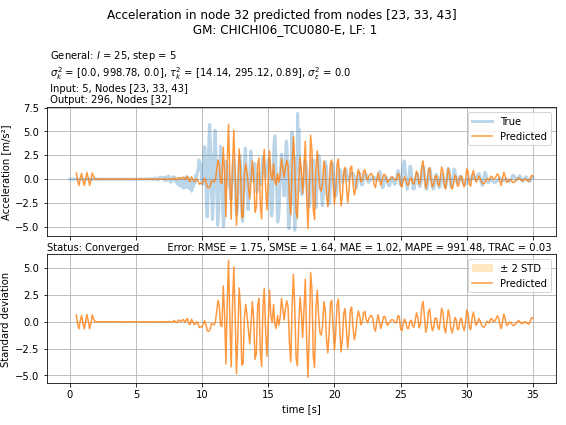 Acceleration in node 32 predicted from nodes [23, 33, 43]
GM: CHICHI06_TCU080-E, LF: 1
General: l = 25, step = 5
σ²ₖ = [0.0, 998.78, 0.0], τ²ₖ = [14.14, 295.12, 0.89], σ²ε = 0.0
Input: 5, Nodes [23, 33, 43]
Output: 296, Nodes [32]
7.5
5.0
2.5
0.0
−2.5
−5.0
Acceleration [m/s²]
True
Predicted
Status: Converged Error: RMSE = 1.75, SMSE = 1.64, MAE = 1.02, MAPE = 991.48, TRAC = 0.03
5.0
2.5
0.0
−2.5
−5.0
Standard deviation
± 2 STD
Predicted
0 5 10 15 20 25 30 35
time [s]